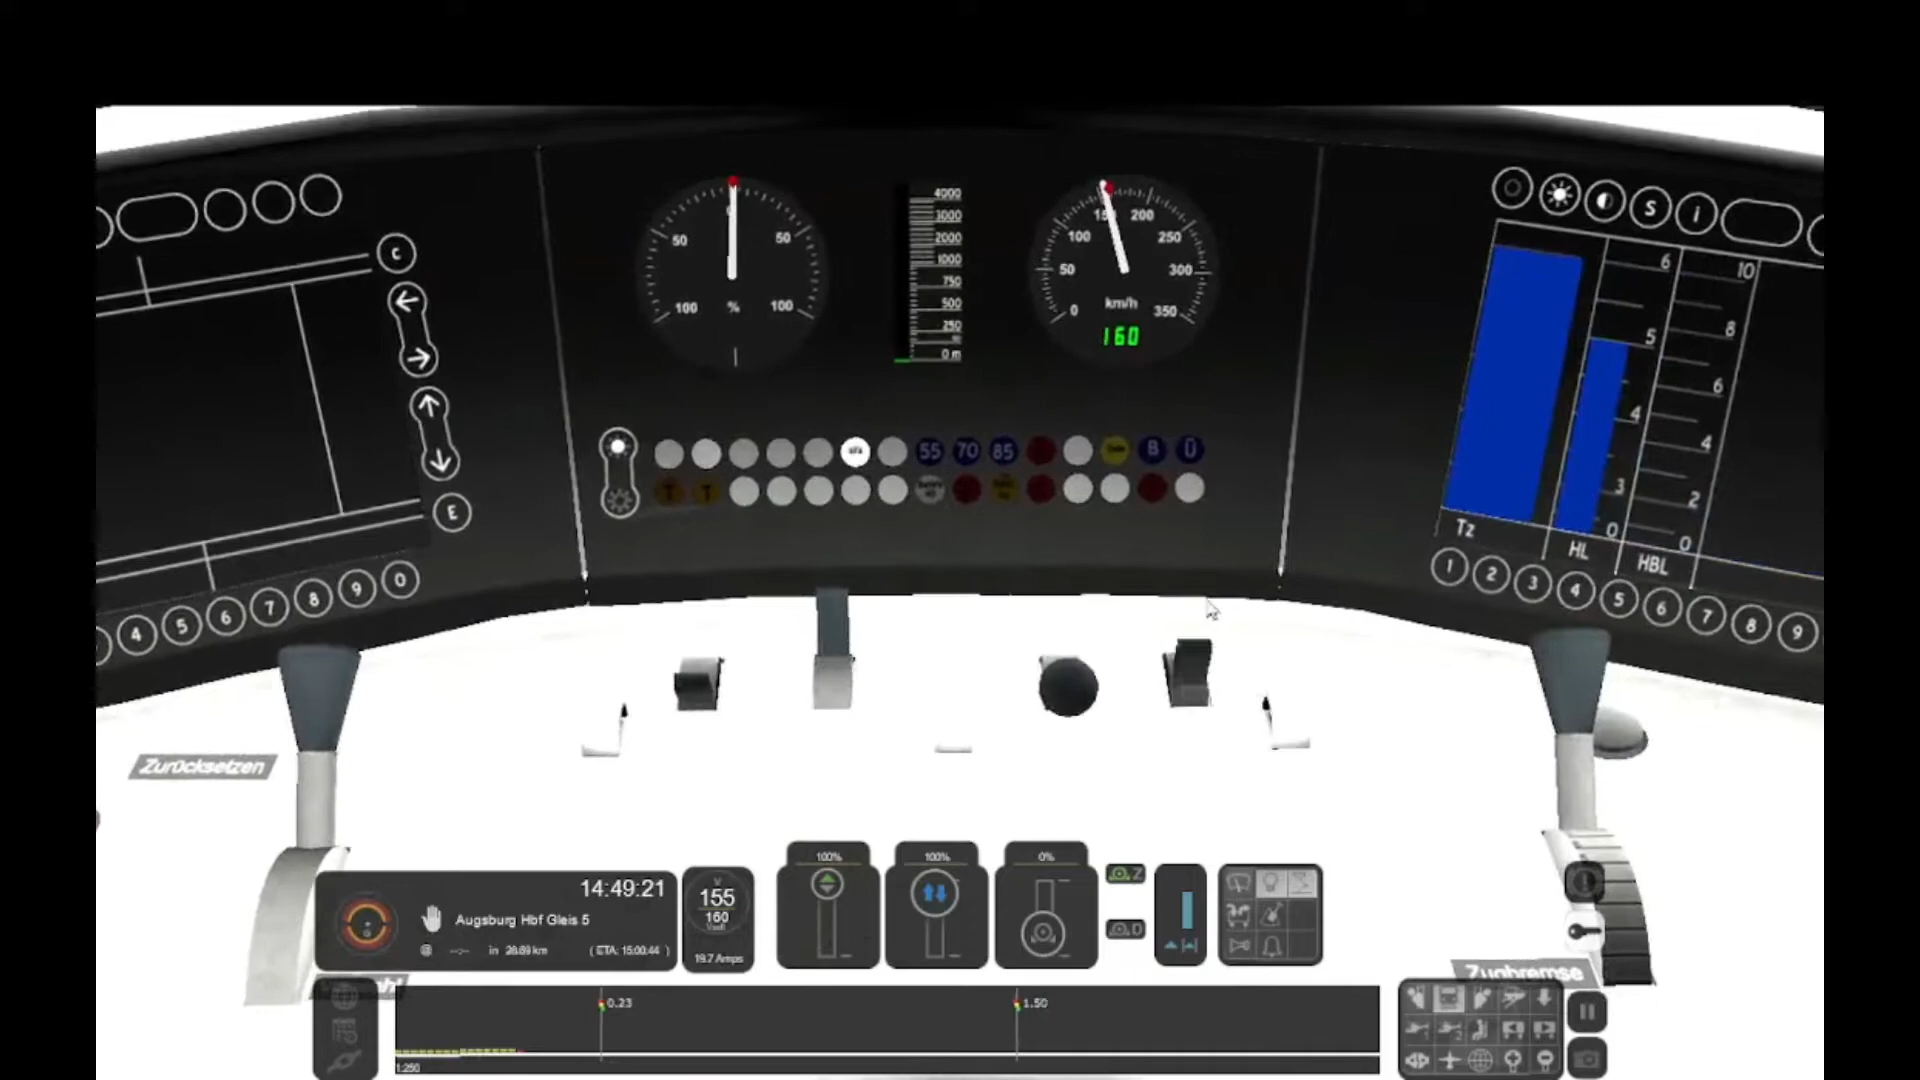 C
E
4 5 6 7 8 9 0
50 50
100 % 100
4000
3000
2000
1000
750
500
250
0 m
150 200
100 250
50 300
0 km/h 350
160
S i
6 10
5 8
4 6
3 4
0 2
0
Tz HL HBL
1 2 3 4 5 6 7 8 9
55 70 85 B Ü
T T
Zurücksetzen
Zugbremse
14:49:21
Augsburg Hbf Gleis 5
in 28.69 km ( ETA: 15:00:44 )
V
155
160
Vsoll
19.7 Amps
100% 100% 0%
Z
D
0.23 1.50
1:250
1 2